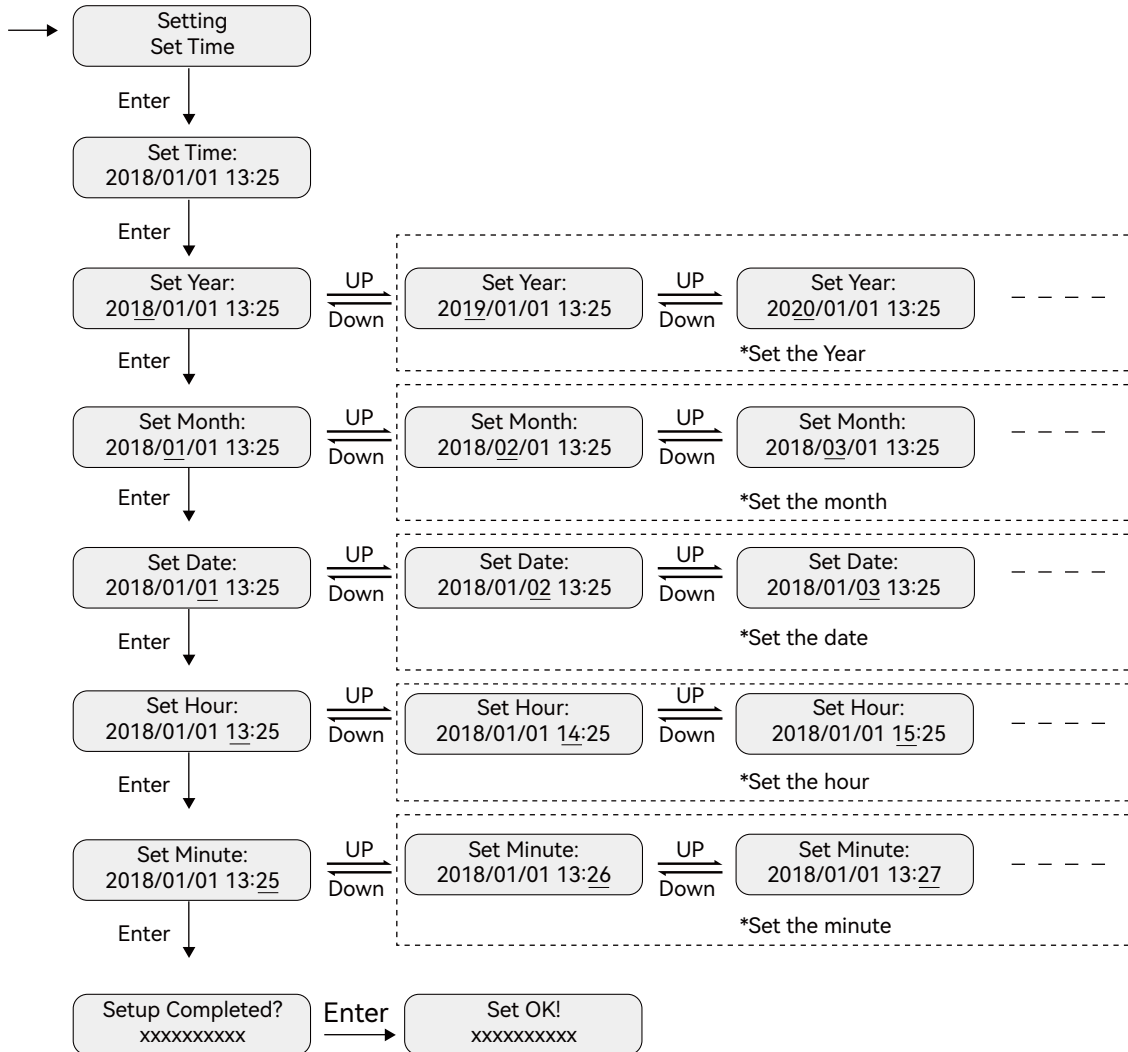 Setting
Set Time
Enter
Set Time:
2018/01/01 13:25
Enter
Set Year:
2018/01/01 13:25
UP
Down
Set Year:
2019/01/01 13:25
UP
Down
Set Year:
2020/01/01 13:25
*Set the Year
Enter
Set Month:
2018/01/01 13:25
UP
Down
Set Month:
2018/02/01 13:25
UP
Down
Set Month:
2018/03/01 13:25
*Set the month
Enter
Set Date:
2018/01/01 13:25
UP
Down
Set Date:
2018/01/02 13:25
UP
Down
Set Date:
2018/01/03 13:25
*Set the date
Enter
Set Hour:
2018/01/01 13:25
UP
Down
Set Hour:
2018/01/01 14:25
UP
Down
Set Hour:
2018/01/01 15:25
*Set the hour
Enter
Set Minute:
2018/01/01 13:25
UP
Down
Set Minute:
2018/01/01 13:26
UP
Down
Set Minute:
2018/01/01 13:27
*Set the minute
Enter
Setup Completed?
xxxxxxxxxx
Enter
Set OK!
xxxxxxxxxx